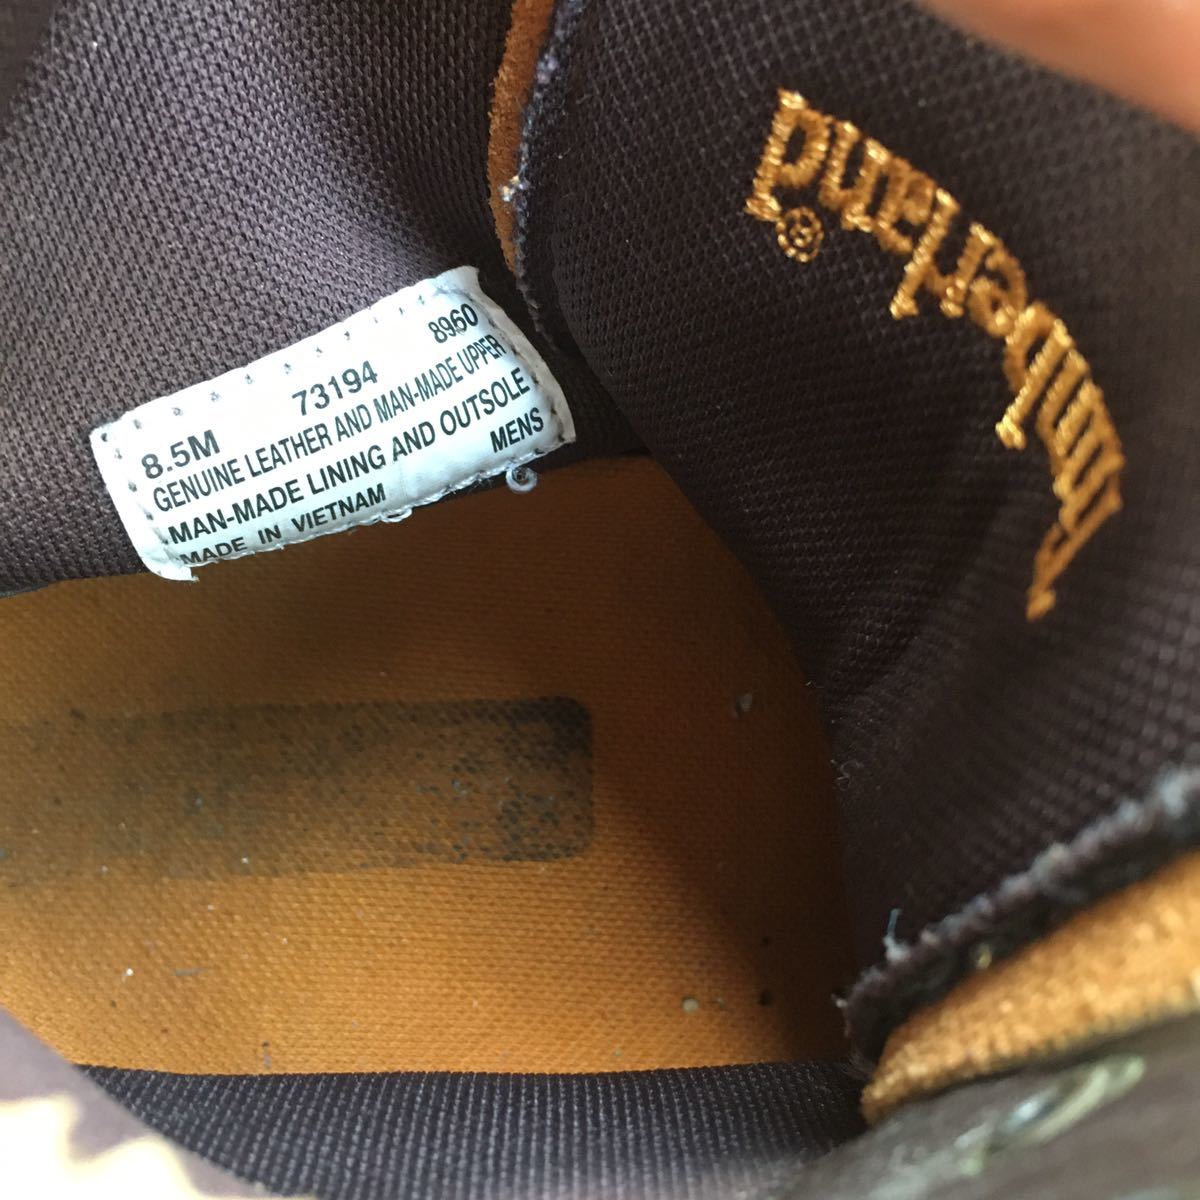 8.5M 73194 8960
GENUINE LEATHER AND MAN-MADE UPPER
MAN-MADE LINING AND OUTSOLE
MADE IN VIETNAM MENS
Timberland®